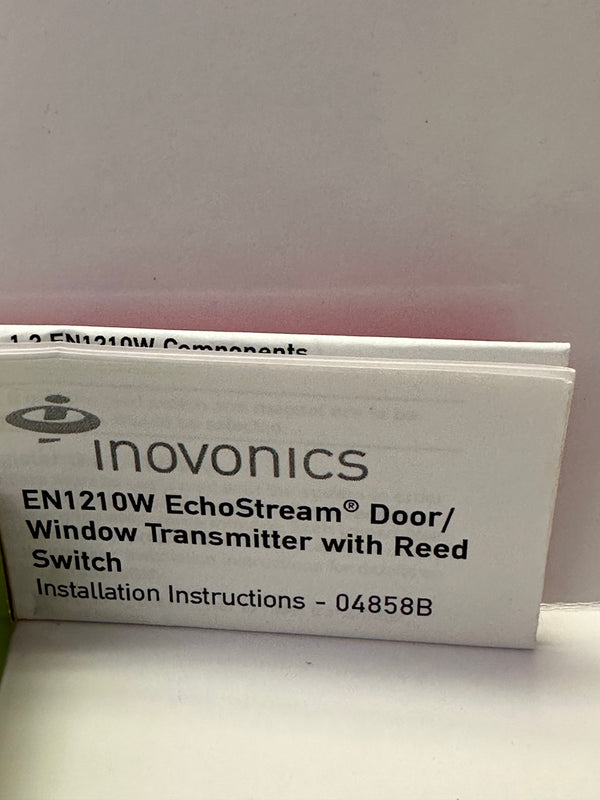 1.2 EN1210W Components
inovonics
EN1210W EchoStream® Door/
Window Transmitter with Reed
Switch
Installation Instructions - 04858B